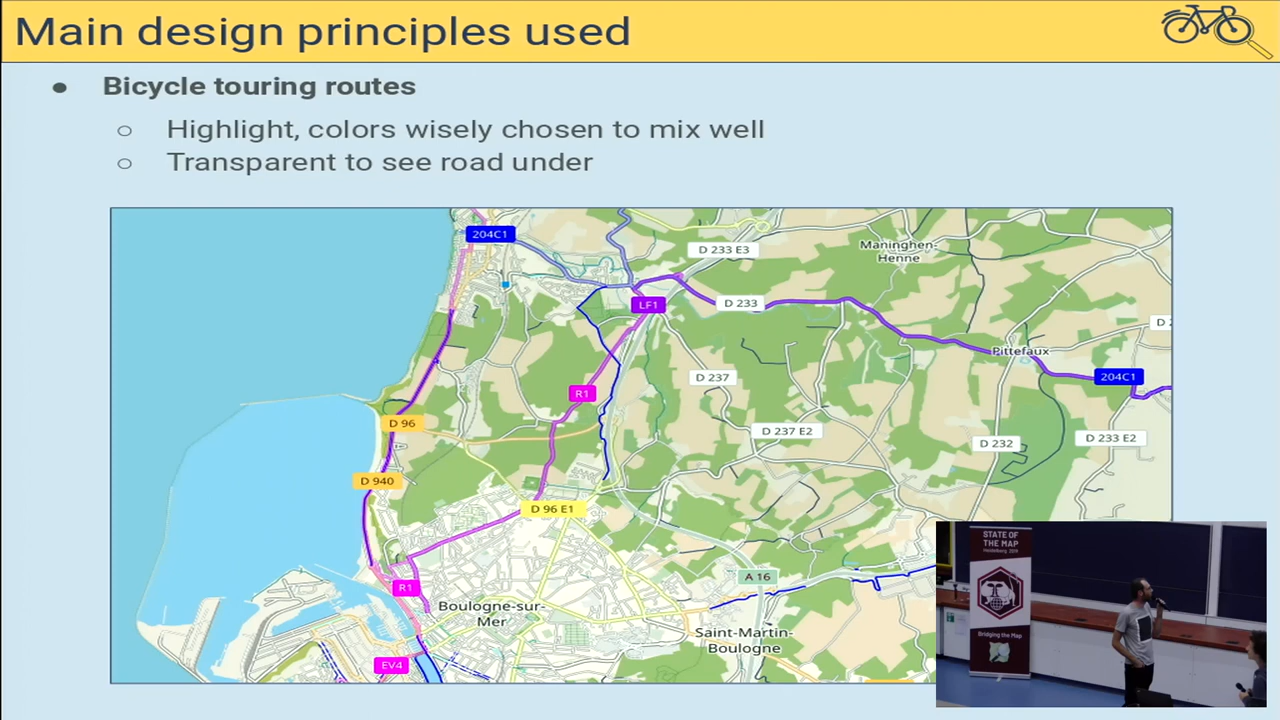 Main design principles used
Bicycle touring routes
Highlight, colors wisely chosen to mix well
Transparent to see road under
204C1
D 233 E3
Maninghen-
Henne
LF1
D 233
D 2
Pittefaux
D 237
204C1
R1
D 96
D 237 E2
D 232
D 233 E2
D 940
D 96 E1
A 16
R1
Boulogne-sur-
Mer
Saint-Martin-
Boulogne
EV4
STATE OF
THE MAP
Heidelberg 2019
Bridging the Map